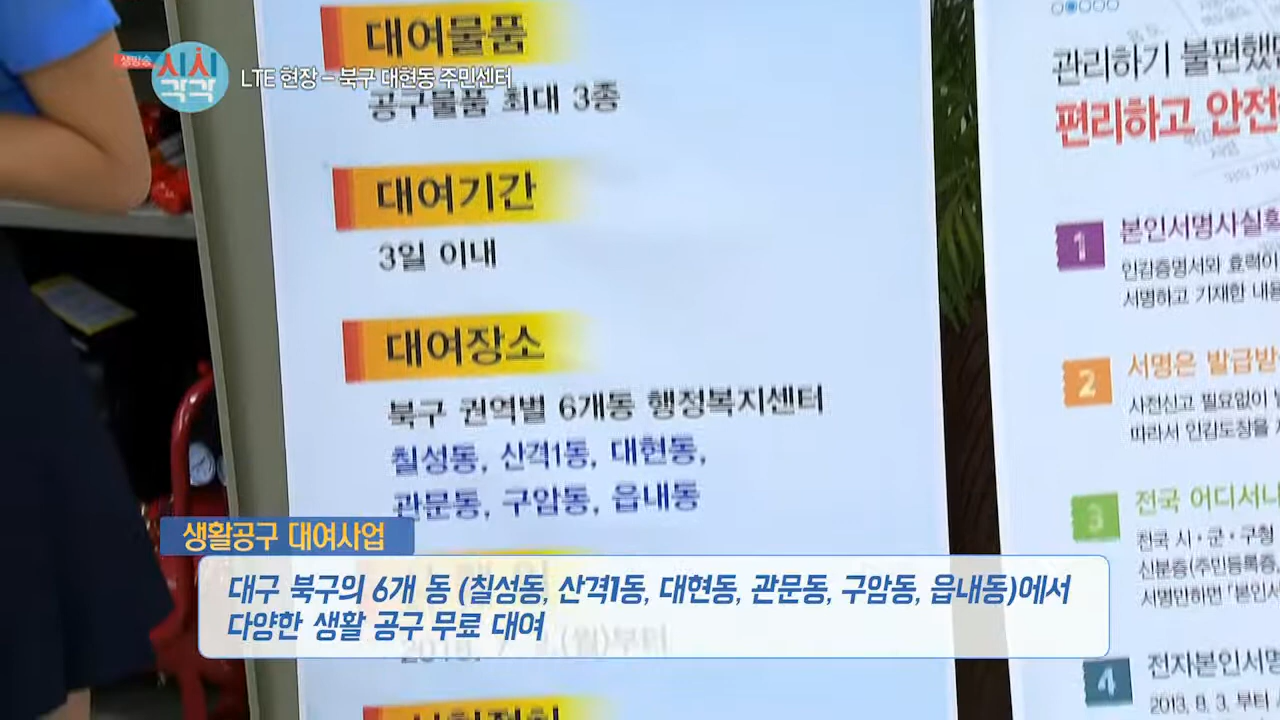 생방송
시시각각
LTE 현장 - 북구 대현동 주민센터
대여물품
공구물품 최대 3종
대여기간
3일 이내
대여장소
북구 권역별 6개동 행정복지센터
칠성동, 산격1동, 대현동,
관문동, 구암동, 읍내동
(월)부터
생활공구 대여사업
대구 북구의 6개 동 (칠성동, 산격1동, 대현동, 관문동, 구암동, 읍내동)에서
다양한 생활 공구 무료 대여
관리하기 불편했
편리하고 안전
1 본인서명사실확
인감증명서와 효력이
서명하고 기재한 내용
2 서명은 발급받
사전신고 필요없이
따라서 인감도장을
3 전국 어디서나
전국 시·군·구청
신분증(주민등록증,
서명만하면 "본인서
4 전자본인서명
2013. 8. 3. 부터